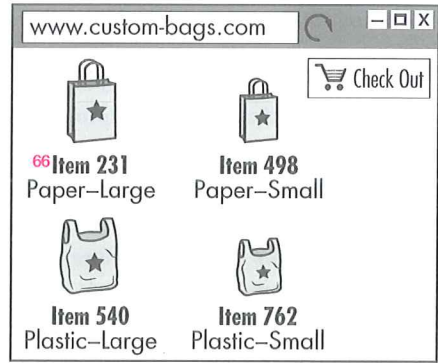 www.custom-bags.com
Check Out
66 Item 231
Paper–Large
Item 498
Paper–Small
Item 540
Plastic–Large
Item 762
Plastic–Small